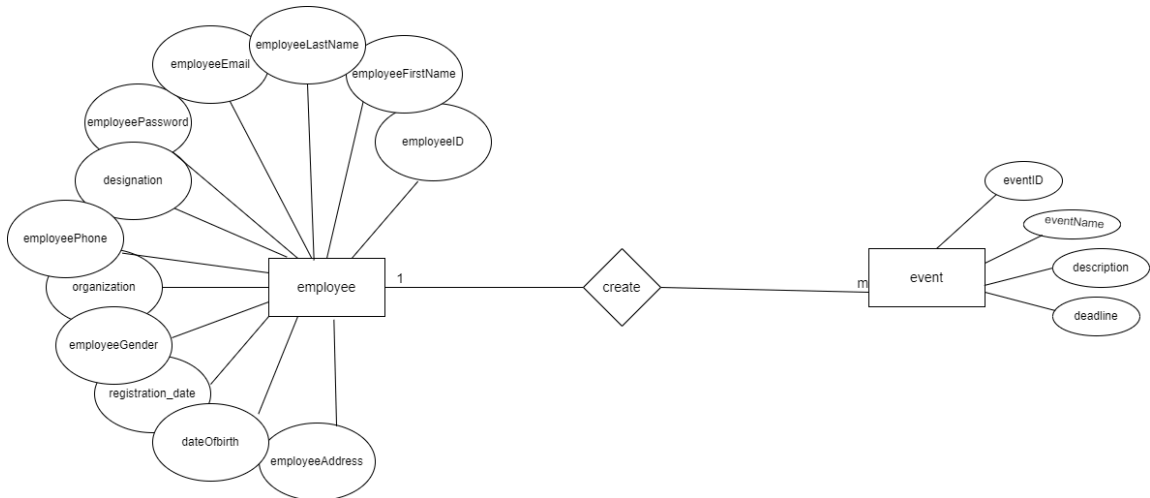 employeeLastName
employeeEmail
employeeFirstName
employeePassword
employeeID
designation
eventID
eventName
employeePhone
description
organization
employee
1
create
m
event
deadline
employeeGender
registration_date
dateOfbirth
employeeAddress